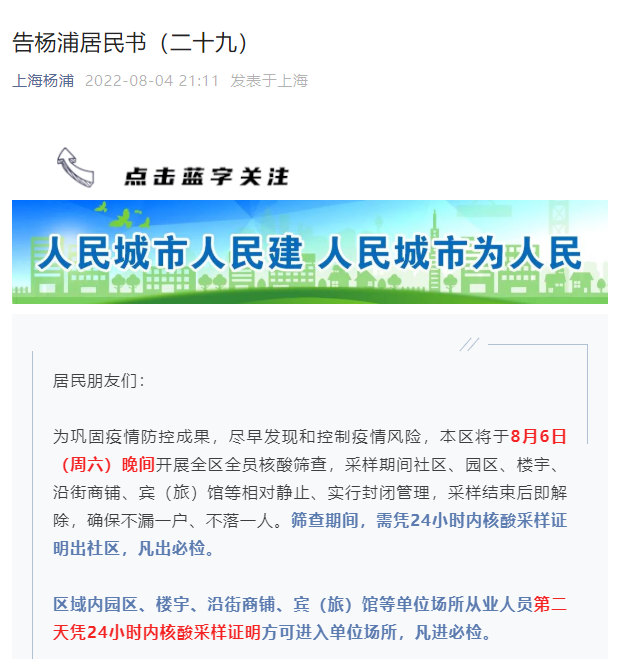 告杨浦居民书（二十九）
上海杨浦 2022-08-04 21:11 发表于上海
点击蓝字关注
人民城市人民建 人民城市为人民
居民朋友们：
为巩固疫情防控成果，尽早发现和控制疫情风险，本区将于8月6日
（周六）晚间开展全区全员核酸筛查，采样期间社区、园区、楼宇、
沿街商铺、宾（旅）馆等相对静止、实行封闭管理，采样结束后即解
除，确保不漏一户、不落一人。筛查期间，需凭24小时内核酸采样证
明出社区，凡出必检。
区域内园区、楼宇、沿街商铺、宾（旅）馆等单位场所从业人员第二
天凭24小时内核酸采样证明方可进入单位场所，凡进必检。